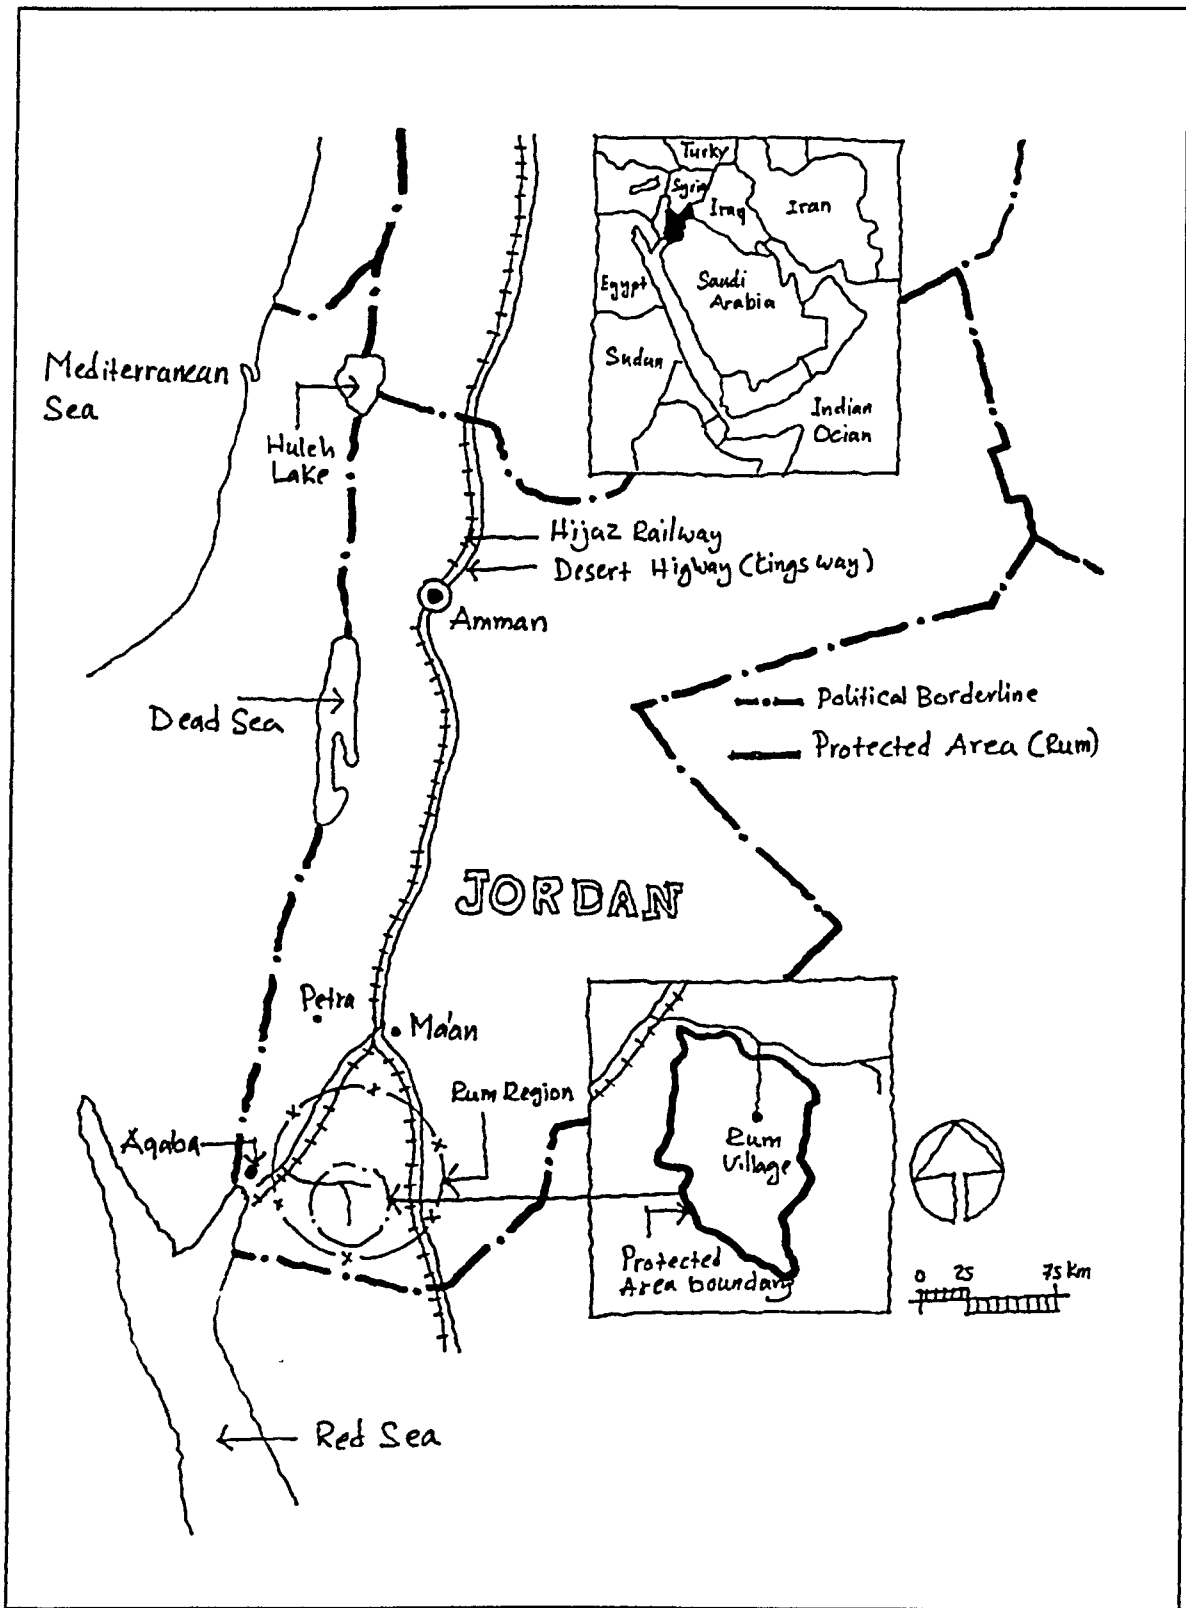 Turky
Syria
Iraq
Iran
Egypt
Saudi
Arabia
Sudan
Indian
Ocian
Mediterranean
Sea
Huleh
Lake
Hijaz Railway
Desert Higway (Kings way)
Amman
Dead Sea
Political Borderline
Protected Area (Rum)
JORDAN
Petra
Ma'an
Rum Region
Aqaba
Rum
Village
Protected
Area boundary
0 25 75 Km
Red Sea